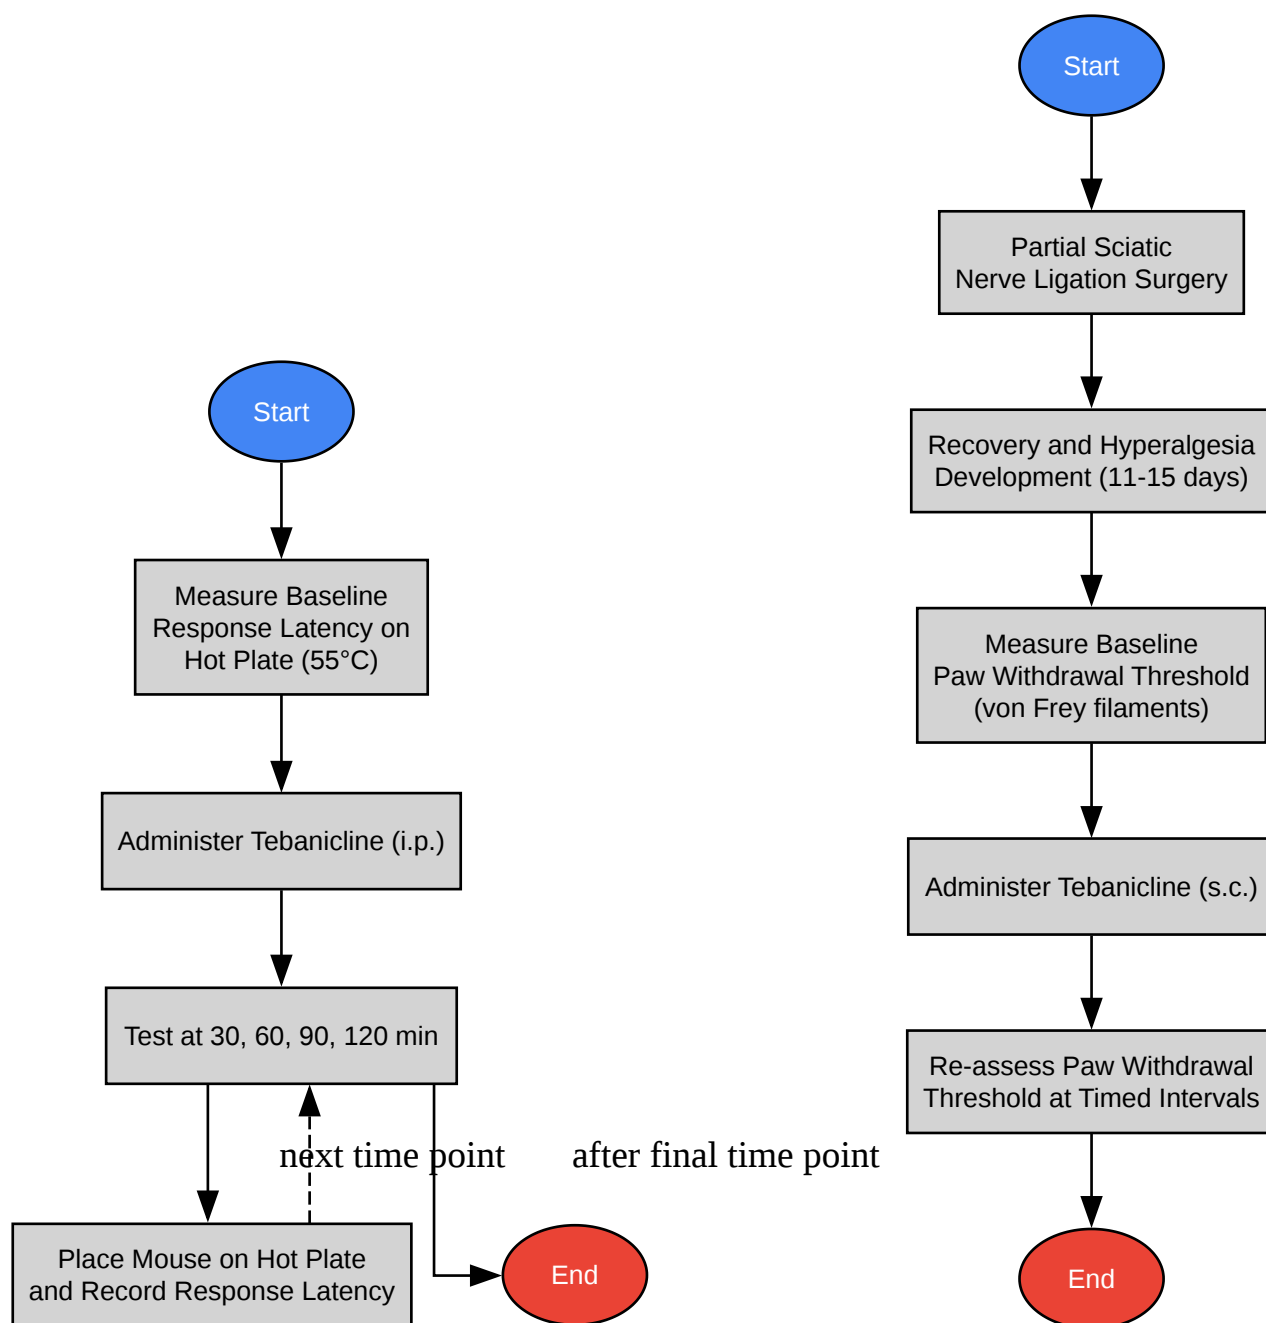 Start
Measure Baseline
Response Latency on
Hot Plate (55°C)
Administer Tebanicline (i.p.)
Test at 30, 60, 90, 120 min
next time point
after final time point
Place Mouse on Hot Plate
and Record Response Latency
End
Start
Partial Sciatic
Nerve Ligation Surgery
Recovery and Hyperalgesia
Development (11-15 days)
Measure Baseline
Paw Withdrawal Threshold
(von Frey filaments)
Administer Tebanicline (s.c.)
Re-assess Paw Withdrawal
Threshold at Timed Intervals
End